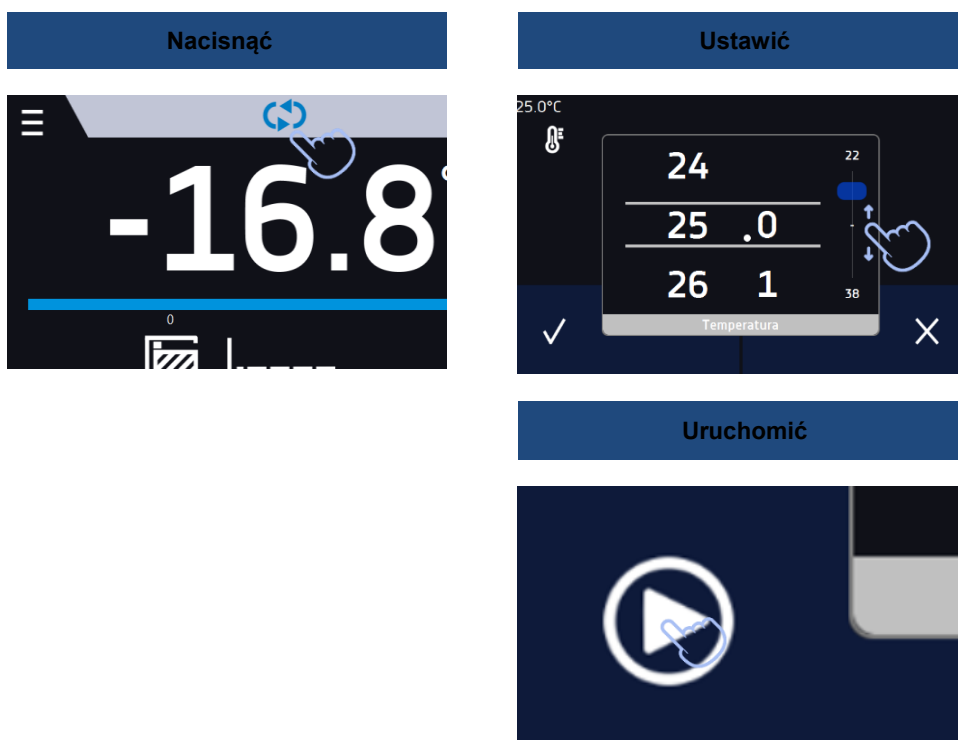 Nacisnąć
-16.8°
0
Ustawić
25.0°C
24
25 .0
26 1
22
-
38
Temperatura
Uruchomić